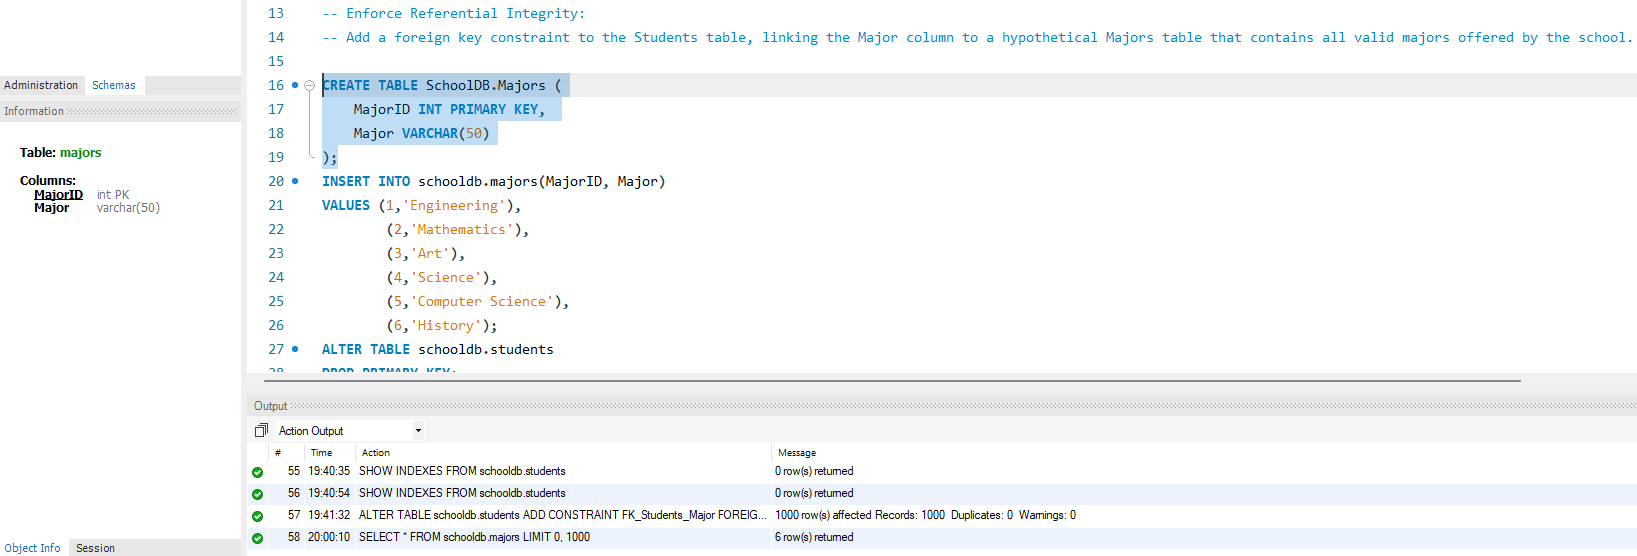 Administration Schemas
Information
Table: majors
Columns:
MajorID int PK
Major varchar(50)
Object Info Session
13 -- Enforce Referential Integrity:
14 -- Add a foreign key constraint to the Students table, linking the Major column to a hypothetical Majors table that contains all valid majors offered by the school.
15
16 CREATE TABLE SchoolDB.Majors (
17 MajorID INT PRIMARY KEY,
18 Major VARCHAR(50)
19 );
20 INSERT INTO schooldb.majors(MajorID, Major)
21 VALUES (1,'Engineering'),
22 (2,'Mathematics'),
23 (3,'Art'),
24 (4,'Science'),
25 (5,'Computer Science'),
26 (6,'History');
27 ALTER TABLE schooldb.students
28 DROP PRIMARY KEY;
Output
Action Output
# Time Action Message
55 19:40:35 SHOW INDEXES FROM schooldb.students 0 row(s) returned
56 19:40:54 SHOW INDEXES FROM schooldb.students 0 row(s) returned
57 19:41:32 ALTER TABLE schooldb.students ADD CONSTRAINT FK_Students_Major FOREIG... 1000 row(s) affected Records: 1000 Duplicates: 0 Warnings: 0
58 20:00:10 SELECT * FROM schooldb.majors LIMIT 0, 1000 6 row(s) returned